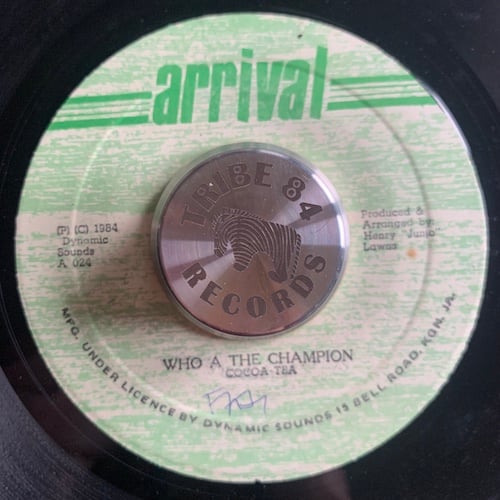 arrival
TRIBE 84
RECORDS
(P) (C) 1984
Dynamic
Sounds
A 024
Produced &
Arranged by:
Henry "Junjo"
Lawes
WHO A THE CHAMPION
COCOA-TEA
MFG. UNDER LICENCE BY DYNAMIC SOUNDS 15 BELL ROAD. KGN. JA.